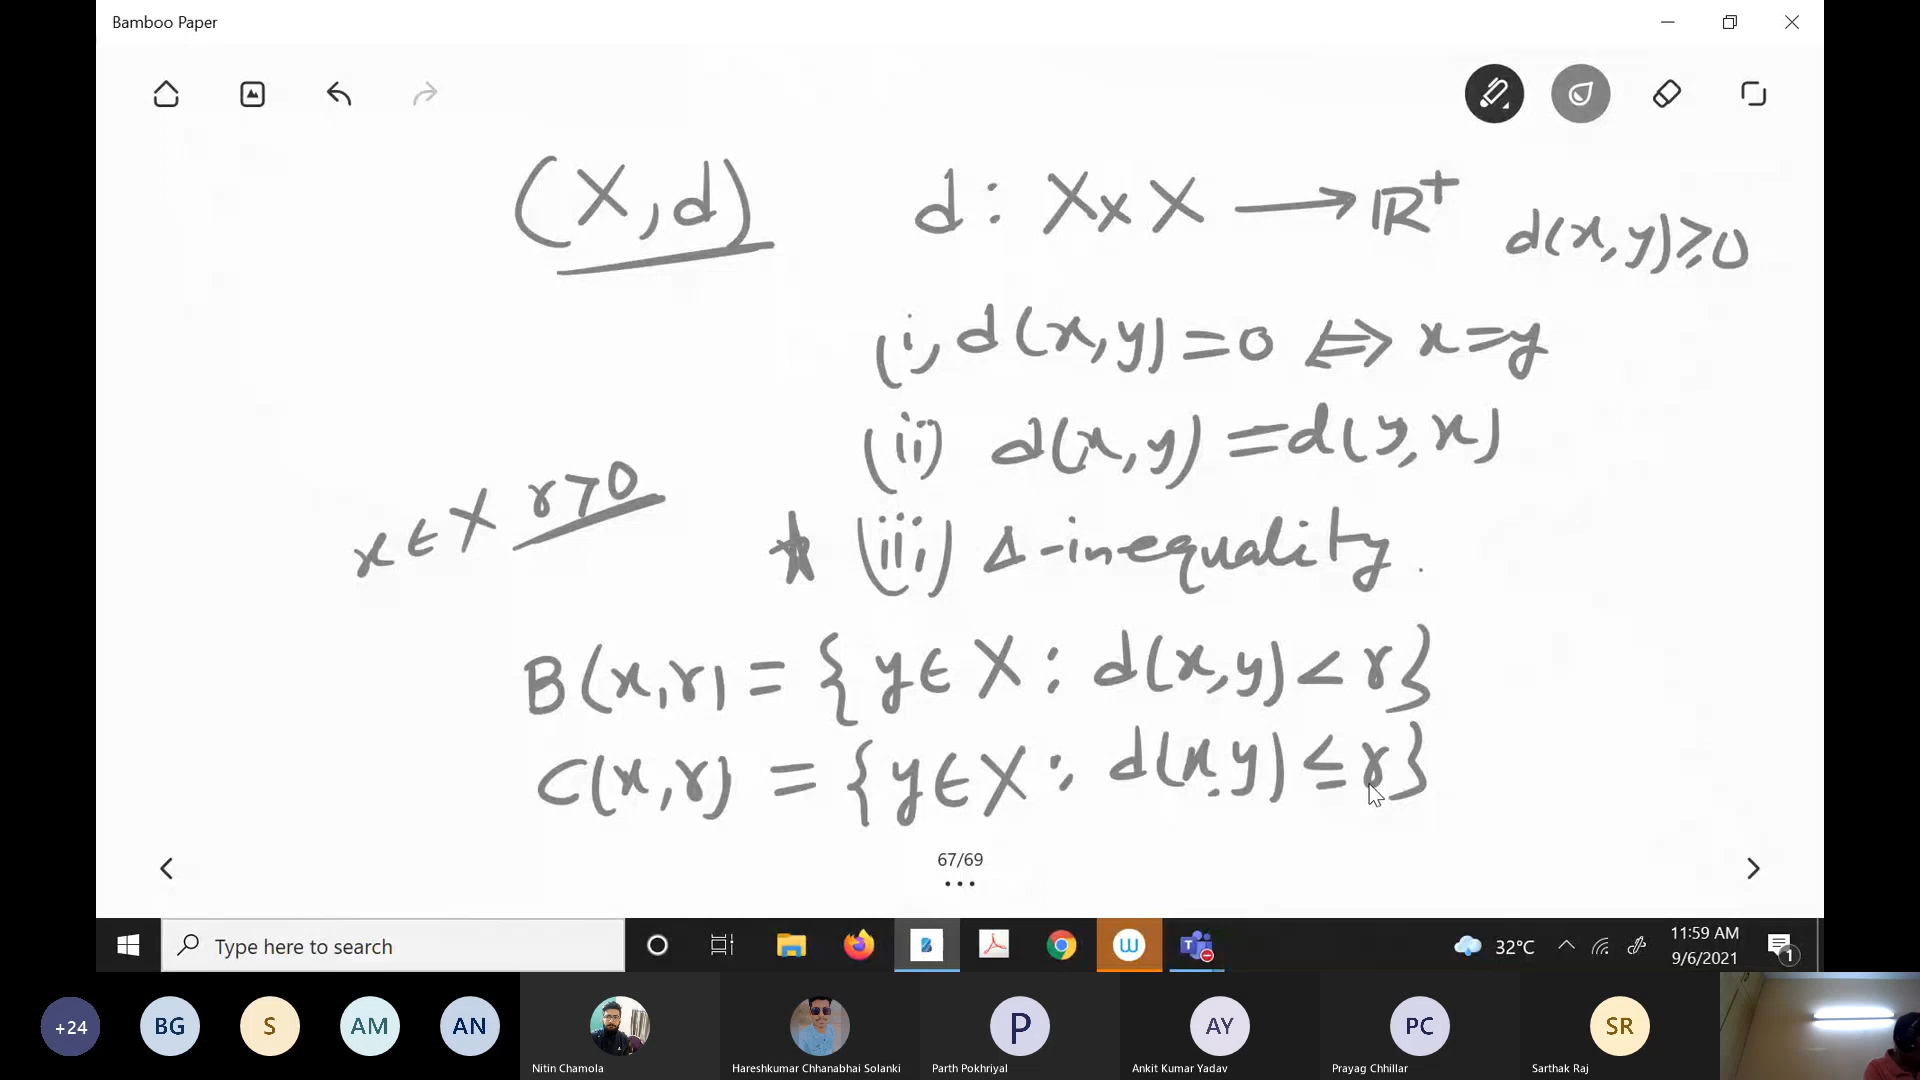 Bamboo Paper
(X,d) d: X×X ⟶ ℝ⁺ d(x,y)≥0
(i) d(x,y)=0 ⇔ x=y
(ii) d(x,y)=d(y,x)
x∈X r>0
★ (iii) Δ-inequality.
B(x,r)={y∈X: d(x,y)<r}
C(x,r)={y∈X: d(x,y)≤r}
67/69
Type here to search
32°C
11:59 AM
9/6/2021
1
+24
BG
S
AM
AN
P
AY
PC
SR
Nitin Chamola
Hareshkumar Chhanabhai Solanki
Parth Pokhriyal
Ankit Kumar Yadav
Prayag Chhillar
Sarthak Raj